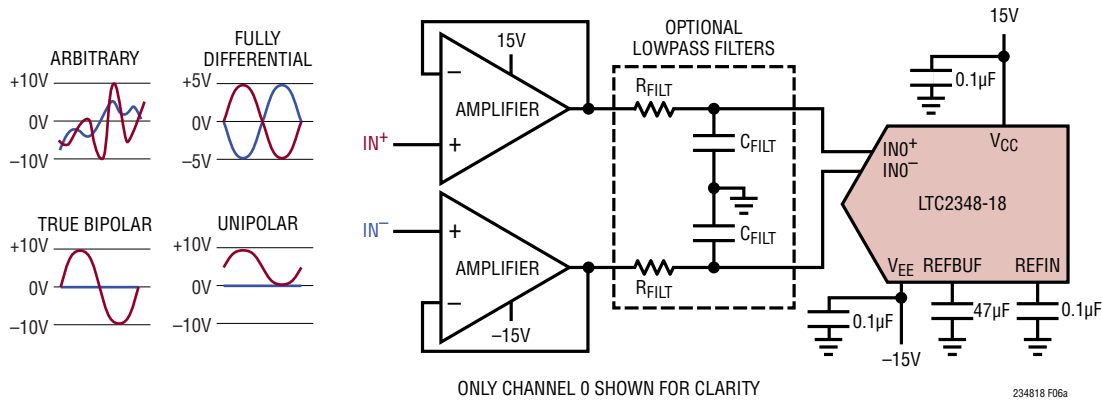 ARBITRARY
+10V
0V
–10V
FULLY
DIFFERENTIAL
+5V
0V
–5V
TRUE BIPOLAR
+10V
0V
–10V
UNIPOLAR
+10V
0V
–10V
IN+
IN–
15V
–
AMPLIFIER
+
+
AMPLIFIER
–
–15V
OPTIONAL
LOWPASS FILTERS
RFILT
CFILT
CFILT
RFILT
15V
0.1µF
VCC
IN0+
IN0–
LTC2348-18
VEE
REFBUF
REFIN
0.1µF
47µF
0.1µF
–15V
ONLY CHANNEL 0 SHOWN FOR CLARITY
234818 F06a